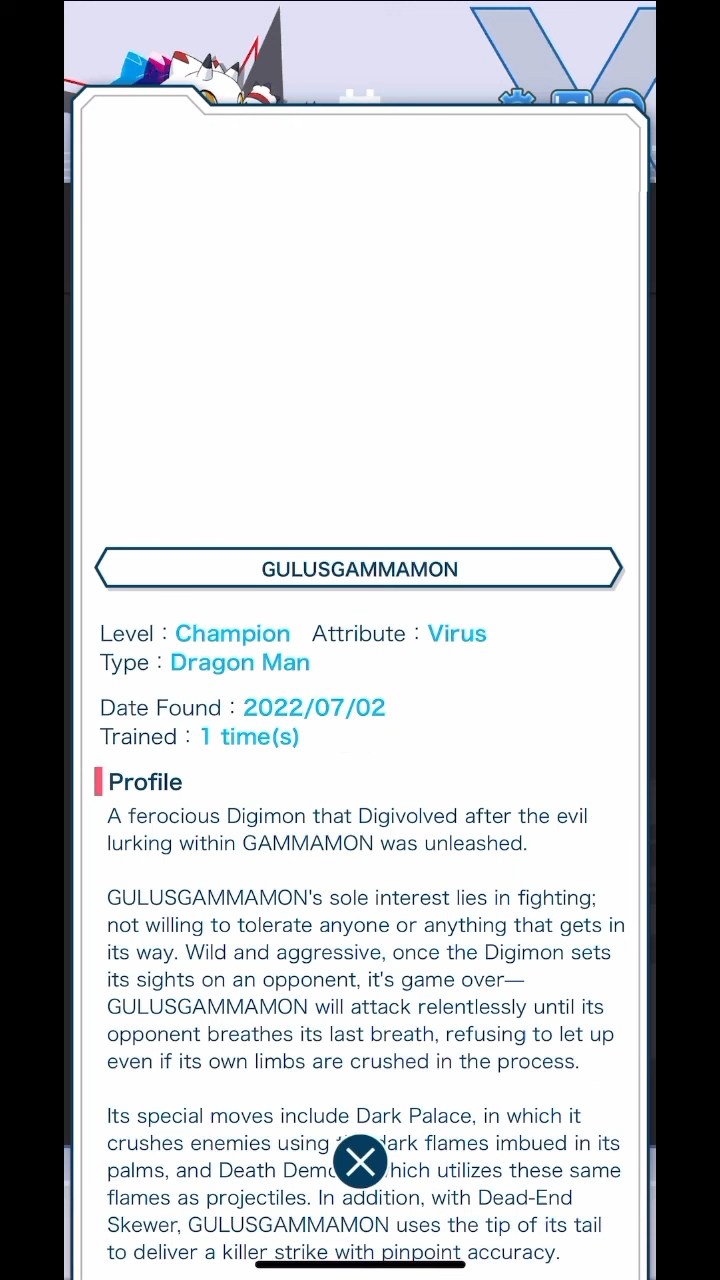 GULUSGAMMAMON
Level : Champion Attribute : Virus
Type : Dragon Man
Date Found : 2022/07/02
Trained : 1 time(s)
Profile
A ferocious Digimon that Digivolved after the evil
lurking within GAMMAMON was unleashed.
GULUSGAMMAMON's sole interest lies in fighting;
not willing to tolerate anyone or anything that gets in
its way. Wild and aggressive, once the Digimon sets
its sights on an opponent, it's game over—
GULUSGAMMAMON will attack relentlessly until its
opponent breathes its last breath, refusing to let up
even if its own limbs are crushed in the process.
Its special moves include Dark Palace, in which it
crushes enemies using dark flames imbued in its
palms, and Death which utilizes these same
flames as projectiles. In addition, with Dead-End
Skewer, GULUSGAMMAMON uses the tip of its tail
to deliver a killer strike with pinpoint accuracy.